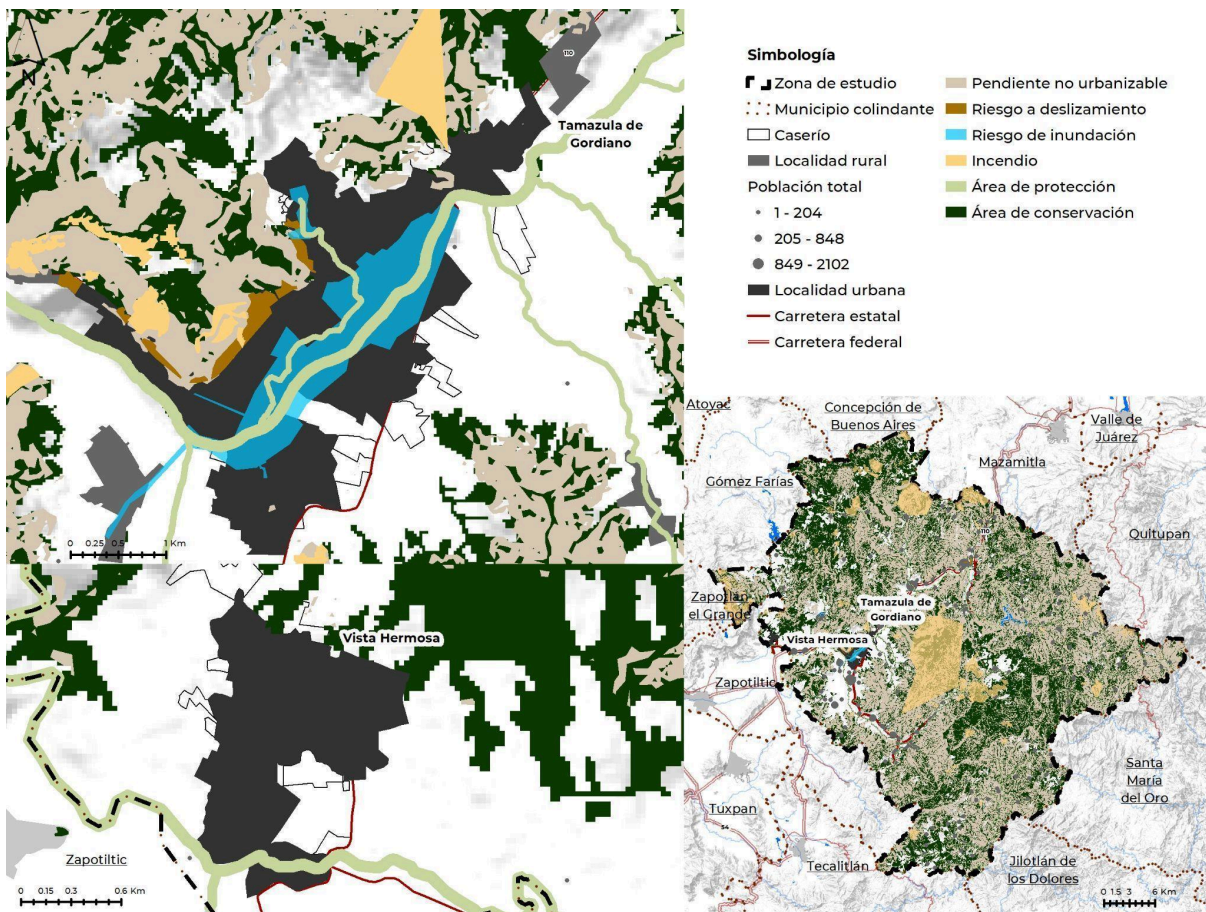 N
110
Tamazula de
Gordiano
0 0.25 0.5 1 Km
Vista Hermosa
Zapotiltic
0 0.15 0.3 0.6 Km
Simbología
Zona de estudio
Municipio colindante
Caserío
Localidad rural
Población total
1 - 204
205 - 848
849 - 2102
Localidad urbana
Carretera estatal
Carretera federal
Pendiente no urbanizable
Riesgo a deslizamiento
Riesgo de inundación
Incendio
Área de protección
Área de conservación
Atoyac
Concepción de
Buenos Aires
Valle de
Juárez
Mazamitla
Gómez Farías
110
Quitupan
Zapotlán
el Grande
Tamazula de
Gordiano
Vista Hermosa
Zapotiltic
Santa
María
del Oro
Tuxpan
54
Tecalitlán
Jilotlán de
los Dolores
0 1.5 3 6 Km